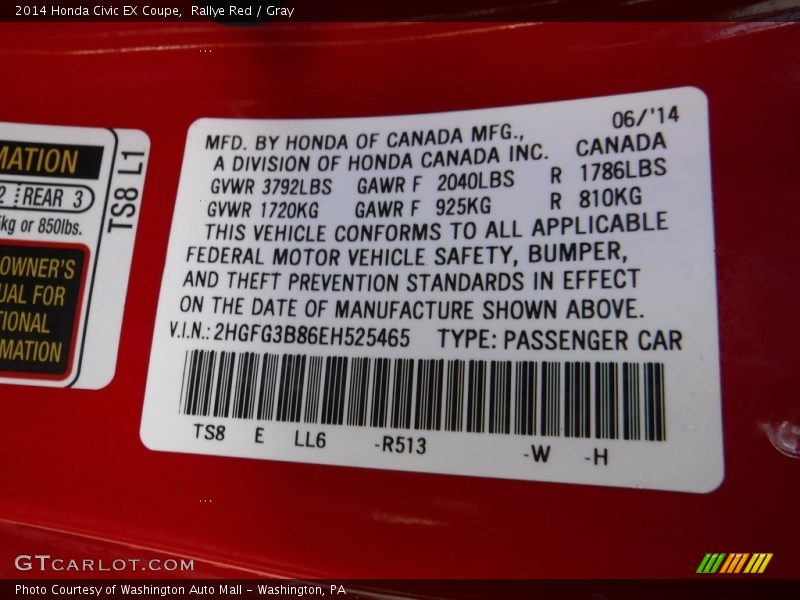 2014 Honda Civic EX Coupe, Rallye Red / Gray
MATION
2 REAR 3
kg or 850lbs.
OWNER'S
UAL FOR
TIONAL
MATION
TS8 L1
06/'14
MFD. BY HONDA OF CANADA MFG.,
A DIVISION OF HONDA CANADA INC. CANADA
GVWR 3792LBS GAWR F 2040LBS R 1786LBS
GVWR 1720KG GAWR F 925KG R 810KG
THIS VEHICLE CONFORMS TO ALL APPLICABLE
FEDERAL MOTOR VEHICLE SAFETY, BUMPER,
AND THEFT PREVENTION STANDARDS IN EFFECT
ON THE DATE OF MANUFACTURE SHOWN ABOVE.
V.I.N.: 2HGFG3B86EH525465 TYPE: PASSENGER CAR
TS8 E LL6 -R513 -W -H
GTCARLOT.COM
Photo Courtesy of Washington Auto Mall - Washington, PA